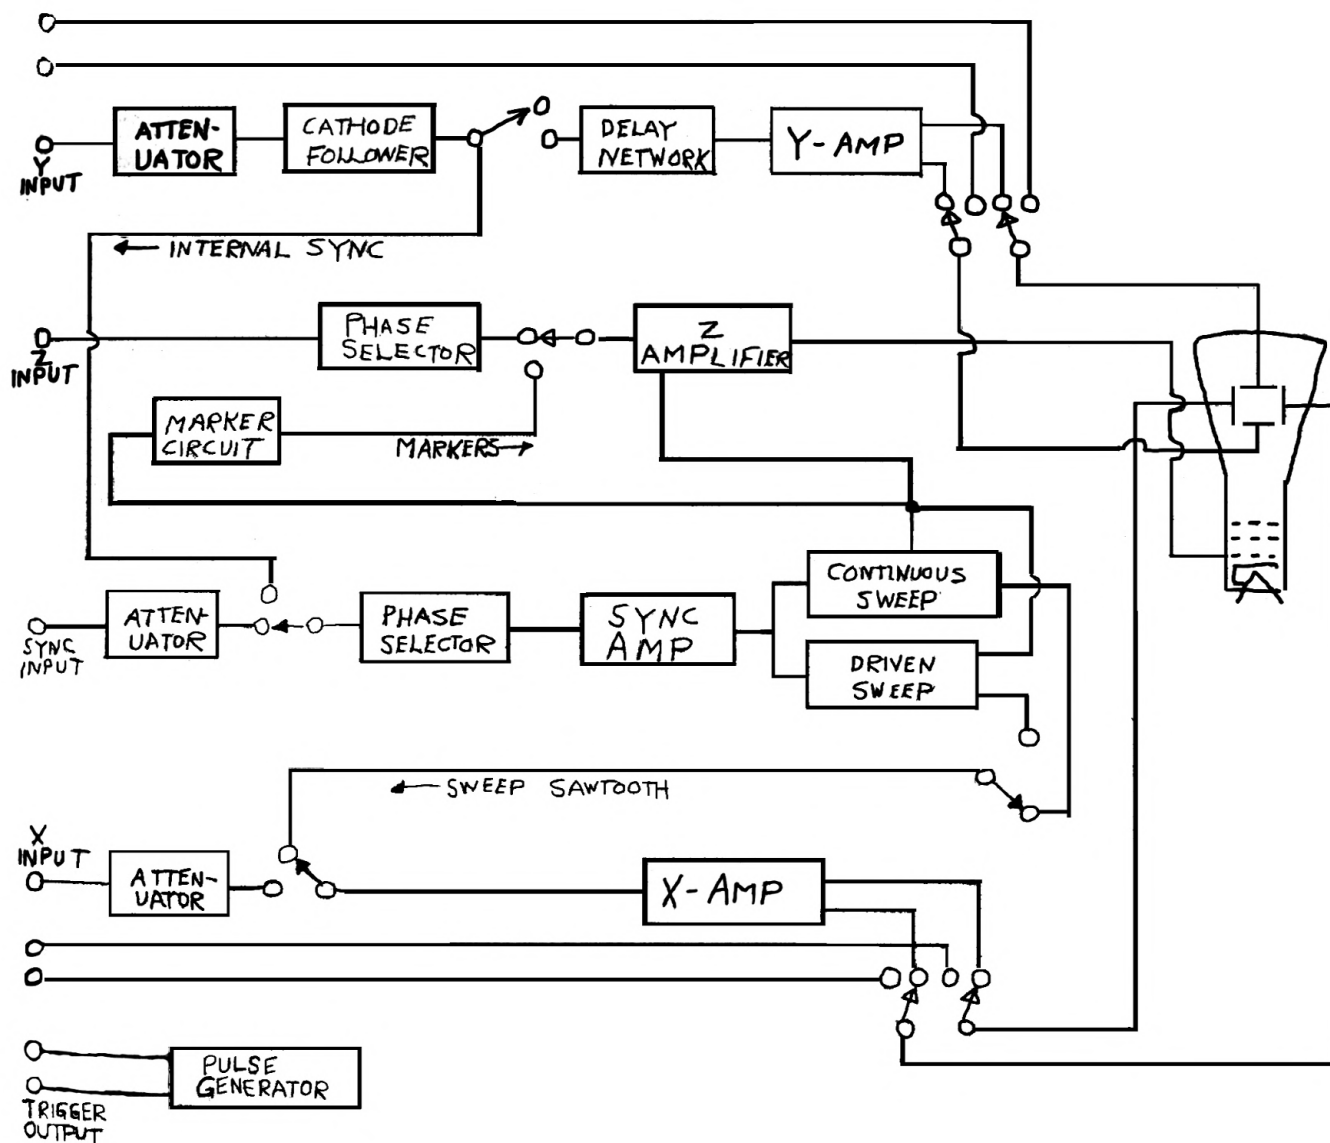 ATTEN-
UATOR
CATHODE
FOLLOWER
DELAY
NETWORK
Y-AMP
Y
INPUT
← INTERNAL SYNC
PHASE
SELECTOR
Z
AMPLIFIER
Z
INPUT
MARKER
CIRCUIT
MARKERS →
CONTINUOUS
SWEEP
ATTEN-
UATOR
PHASE
SELECTOR
SYNC
AMP
SYNC
INPUT
DRIVEN
SWEEP
← SWEEP SAWTOOTH
X
INPUT
ATTEN-
UATOR
X-AMP
PULSE
GENERATOR
TRIGGER
OUTPUT